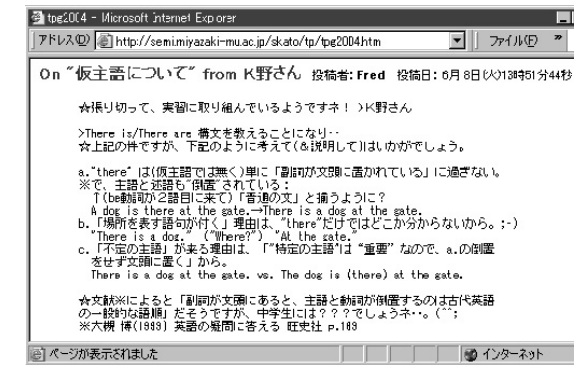 tpg2004 - Microsoft Internet Explorer
アドレス(D) http://semi.miyazaki-mu.ac.jp/skato/tp/tpg2004.htm ファイル(F) »
On "仮主語について" from K野さん 投稿者: Fred 投稿日: 6月 8日(火)13時51分44秒
☆張り切って、実習に取り組んでいるようですネ! >K野さん
>There is/There are 構文を教えることになり‥
☆上記の件ですが、下記のように考えて(&説明して)はいかがでしょう。
a."there" は(仮主語では無く)単に「副詞が文頭に置かれている」に過ぎない。
※で、主語と述語も"倒置"されている:
↑(be動詞が2語目に来て)「普通の文」と揃うように?
A dog is there at the gate.→There is a dog at the gate.
b.「場所を表す語句が付く」理由は、"there"だけではどこか分からないから。;-)
"There is a dog." ("Where?") "At the gate."
c.「不定の主語」が来る理由は、「"特定の主語"は "重要" なので、a.の倒置
をせず文頭に置く」から。
There is a dog at the gate. vs. The dog is (there) at the gate.
☆文献※によると「副詞が文頭にあると、主語と動詞が倒置するのは古代英語
の一般的な語順」だそうですが、中学生には???でしょうネ‥。(^^;
※大槻 博(1989) 英語の疑問に答える 旺史社 p.189
ページが表示されました インターネット